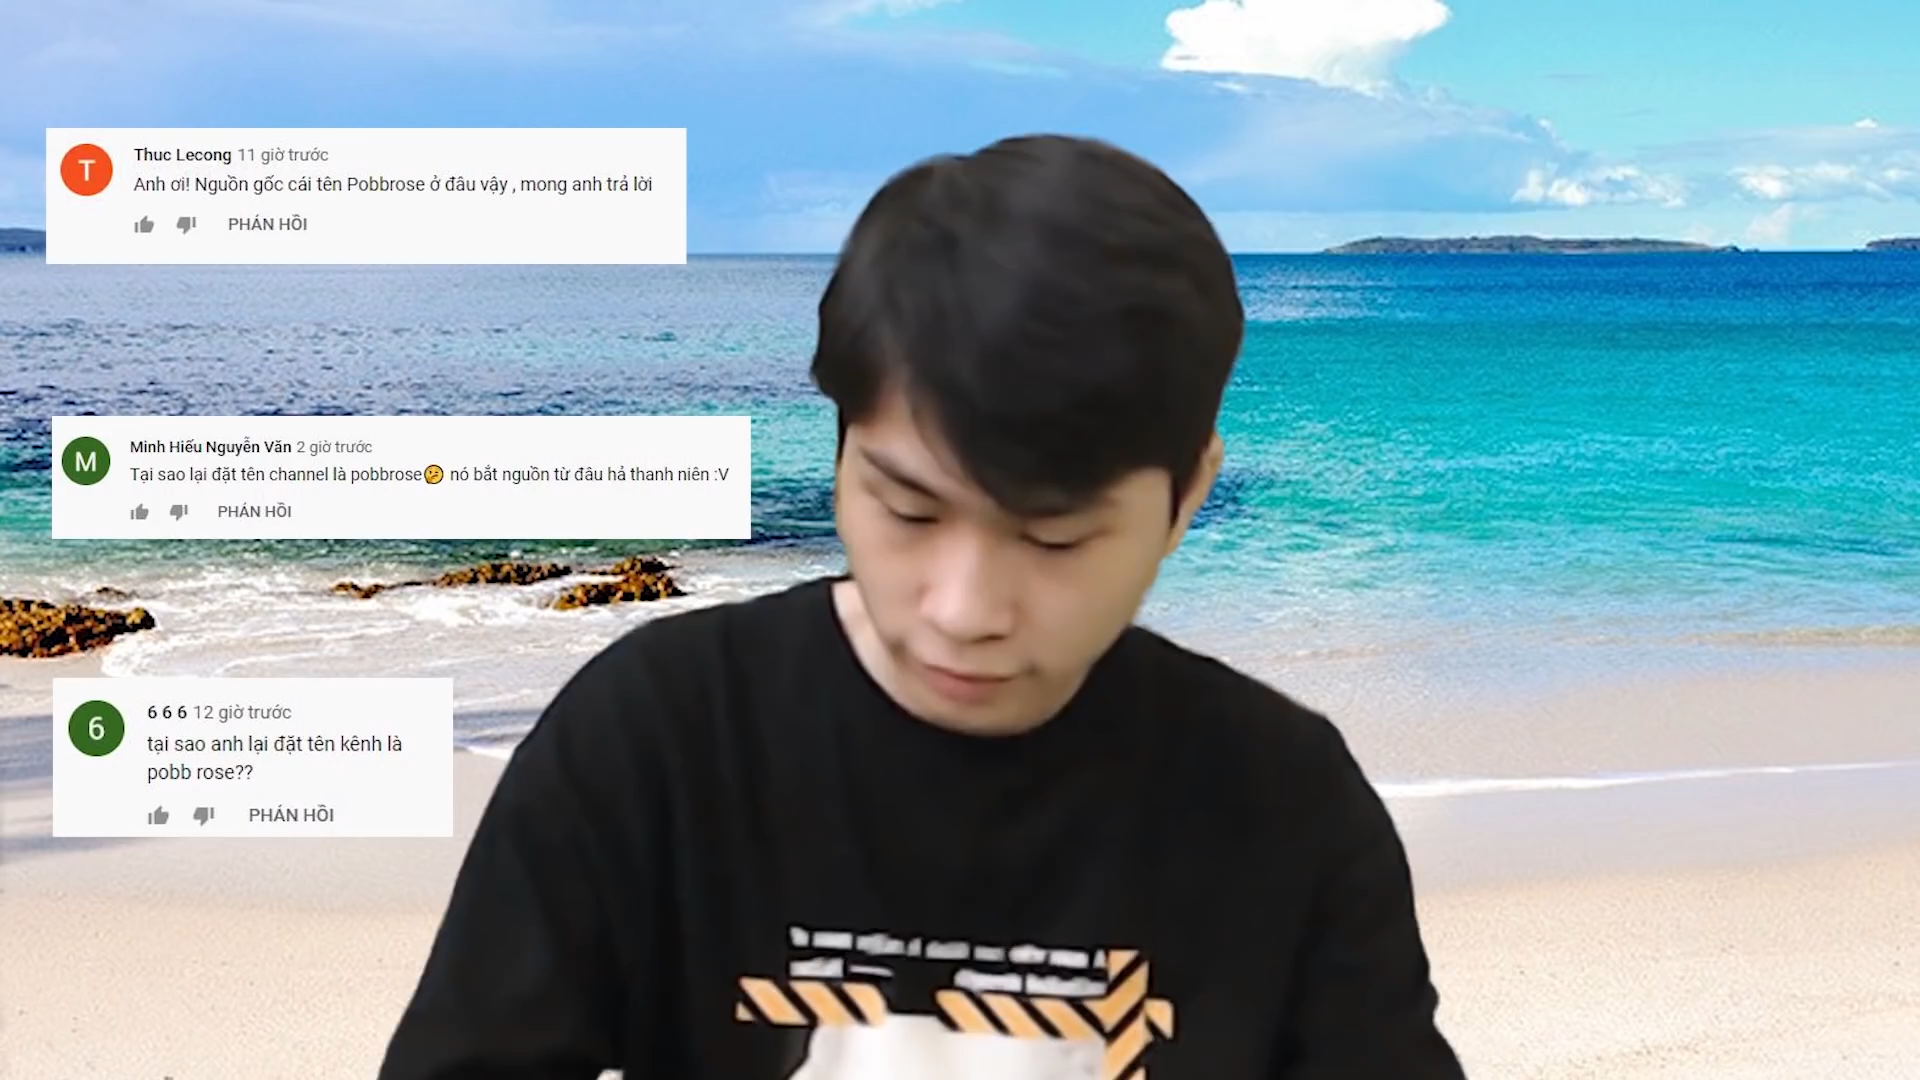 T
Thuc Lecong 11 giờ trước
Anh ơi! Nguồn gốc cái tên Pobbrose ở đâu vậy , mong anh trả lời
PHẢN HỒI
M
Minh Hiếu Nguyễn Văn 2 giờ trước
Tại sao lại đặt tên channel là pobbrose🤔 nó bắt nguồn từ đâu hả thanh niên :V
PHẢN HỒI
6
6 6 6 12 giờ trước
tại sao anh lại đặt tên kênh là
pobb rose??
PHẢN HỒI